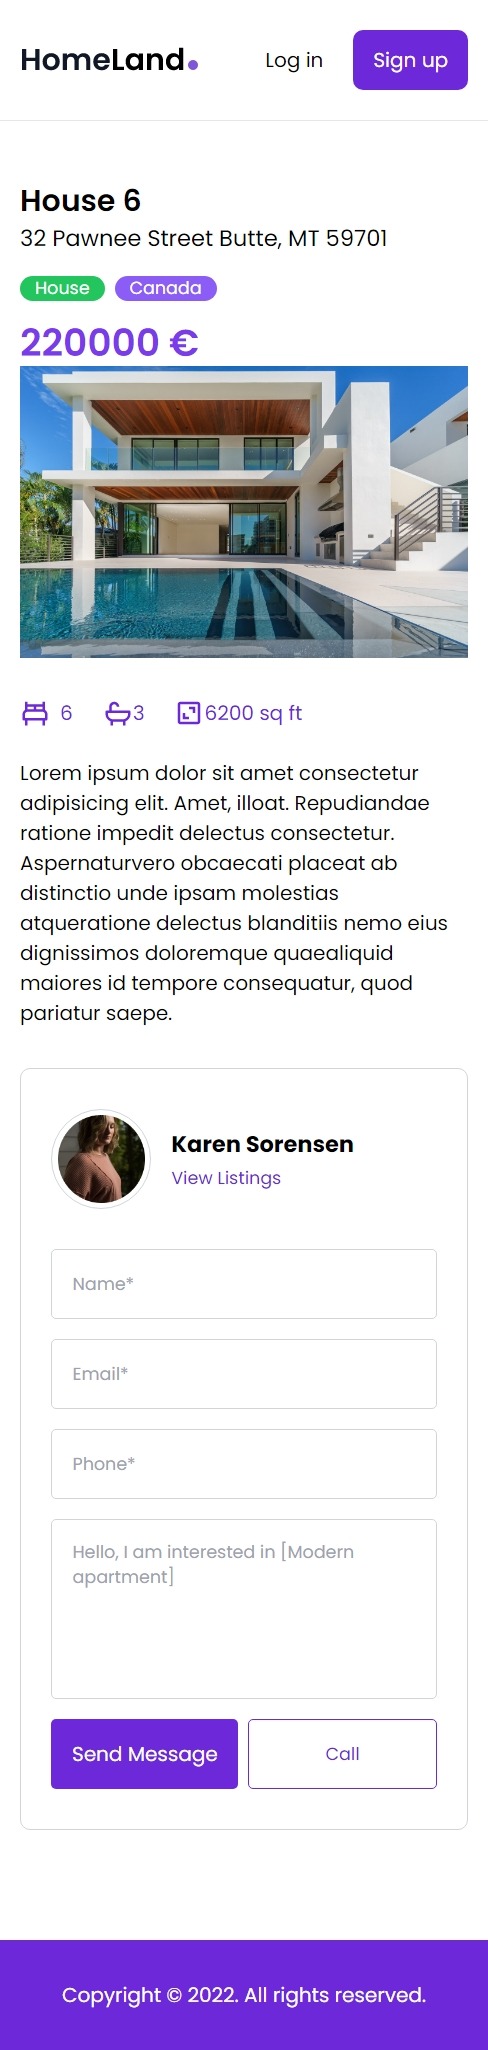 HomeLand.
Log in
Sign up
House 6
32 Pawnee Street Butte, MT 59701
House
Canada
220000 €
6
3
6200 sq ft
Lorem ipsum dolor sit amet consectetur
adipisicing elit. Amet, illoat. Repudiandae
ratione impedit delectus consectetur.
Aspernaturvero obcaecati placeat ab
distinctio unde ipsam molestias
atqueratione delectus blanditiis nemo eius
dignissimos doloremque quaealiquid
maiores id tempore consequatur, quod
pariatur saepe.
Karen Sorensen
View Listings
Name*
Email*
Phone*
Hello, I am interested in [Modern
apartment]
Send Message
Call
Copyright © 2022. All rights reserved.